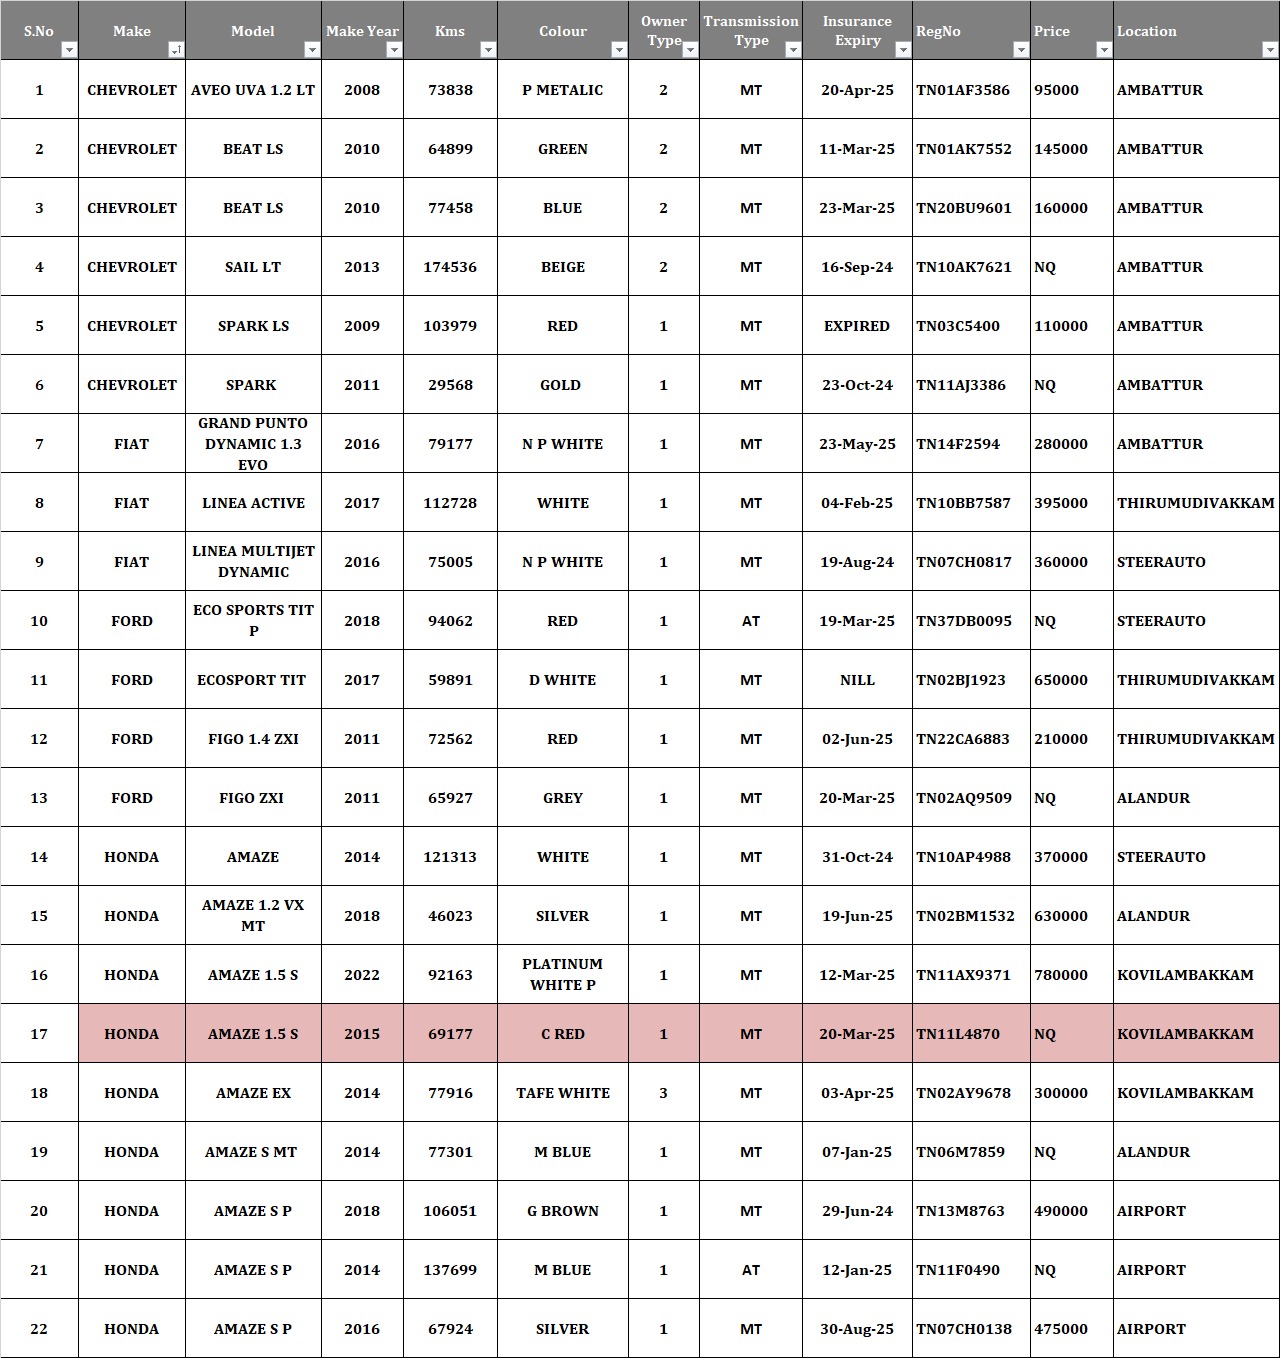 S.No Make Model Make Year Kms Colour Owner Type Transmission Type Insurance Expiry RegNo Price Location
1 CHEVROLET AVEO UVA 1.2 LT 2008 73838 P METALIC 2 MT 20-Apr-25 TN01AF3586 95000 AMBATTUR
2 CHEVROLET BEAT LS 2010 64899 GREEN 2 MT 11-Mar-25 TN01AK7552 145000 AMBATTUR
3 CHEVROLET BEAT LS 2010 77458 BLUE 2 MT 23-Mar-25 TN20BU9601 160000 AMBATTUR
4 CHEVROLET SAIL LT 2013 174536 BEIGE 2 MT 16-Sep-24 TN10AK7621 NQ AMBATTUR
5 CHEVROLET SPARK LS 2009 103979 RED 1 MT EXPIRED TN03C5400 110000 AMBATTUR
6 CHEVROLET SPARK 2011 29568 GOLD 1 MT 23-Oct-24 TN11AJ3386 NQ AMBATTUR
7 FIAT GRAND PUNTO DYNAMIC 1.3 EVO 2016 79177 N P WHITE 1 MT 23-May-25 TN14F2594 280000 AMBATTUR
8 FIAT LINEA ACTIVE 2017 112728 WHITE 1 MT 04-Feb-25 TN10BB7587 395000 THIRUMUDIVAKKAM
9 FIAT LINEA MULTIJET DYNAMIC 2016 75005 N P WHITE 1 MT 19-Aug-24 TN07CH0817 360000 STEERAUTO
10 FORD ECO SPORTS TIT P 2018 94062 RED 1 AT 19-Mar-25 TN37DB0095 NQ STEERAUTO
11 FORD ECOSPORT TIT 2017 59891 D WHITE 1 MT NILL TN02BJ1923 650000 THIRUMUDIVAKKAM
12 FORD FIGO 1.4 ZXI 2011 72562 RED 1 MT 02-Jun-25 TN22CA6883 210000 THIRUMUDIVAKKAM
13 FORD FIGO ZXI 2011 65927 GREY 1 MT 20-Mar-25 TN02AQ9509 NQ ALANDUR
14 HONDA AMAZE 2014 121313 WHITE 1 MT 31-Oct-24 TN10AP4988 370000 STEERAUTO
15 HONDA AMAZE 1.2 VX MT 2018 46023 SILVER 1 MT 19-Jun-25 TN02BM1532 630000 ALANDUR
16 HONDA AMAZE 1.5 S 2022 92163 PLATINUM WHITE P 1 MT 12-Mar-25 TN11AX9371 780000 KOVILAMBAKKAM
17 HONDA AMAZE 1.5 S 2015 69177 C RED 1 MT 20-Mar-25 TN11L4870 NQ KOVILAMBAKKAM
18 HONDA AMAZE EX 2014 77916 TAFE WHITE 3 MT 03-Apr-25 TN02AY9678 300000 KOVILAMBAKKAM
19 HONDA AMAZE S MT 2014 77301 M BLUE 1 MT 07-Jan-25 TN06M7859 NQ ALANDUR
20 HONDA AMAZE S P 2018 106051 G BROWN 1 MT 29-Jun-24 TN13M8763 490000 AIRPORT
21 HONDA AMAZE S P 2014 137699 M BLUE 1 AT 12-Jan-25 TN11F0490 NQ AIRPORT
22 HONDA AMAZE S P 2016 67924 SILVER 1 MT 30-Aug-25 TN07CH0138 475000 AIRPORT